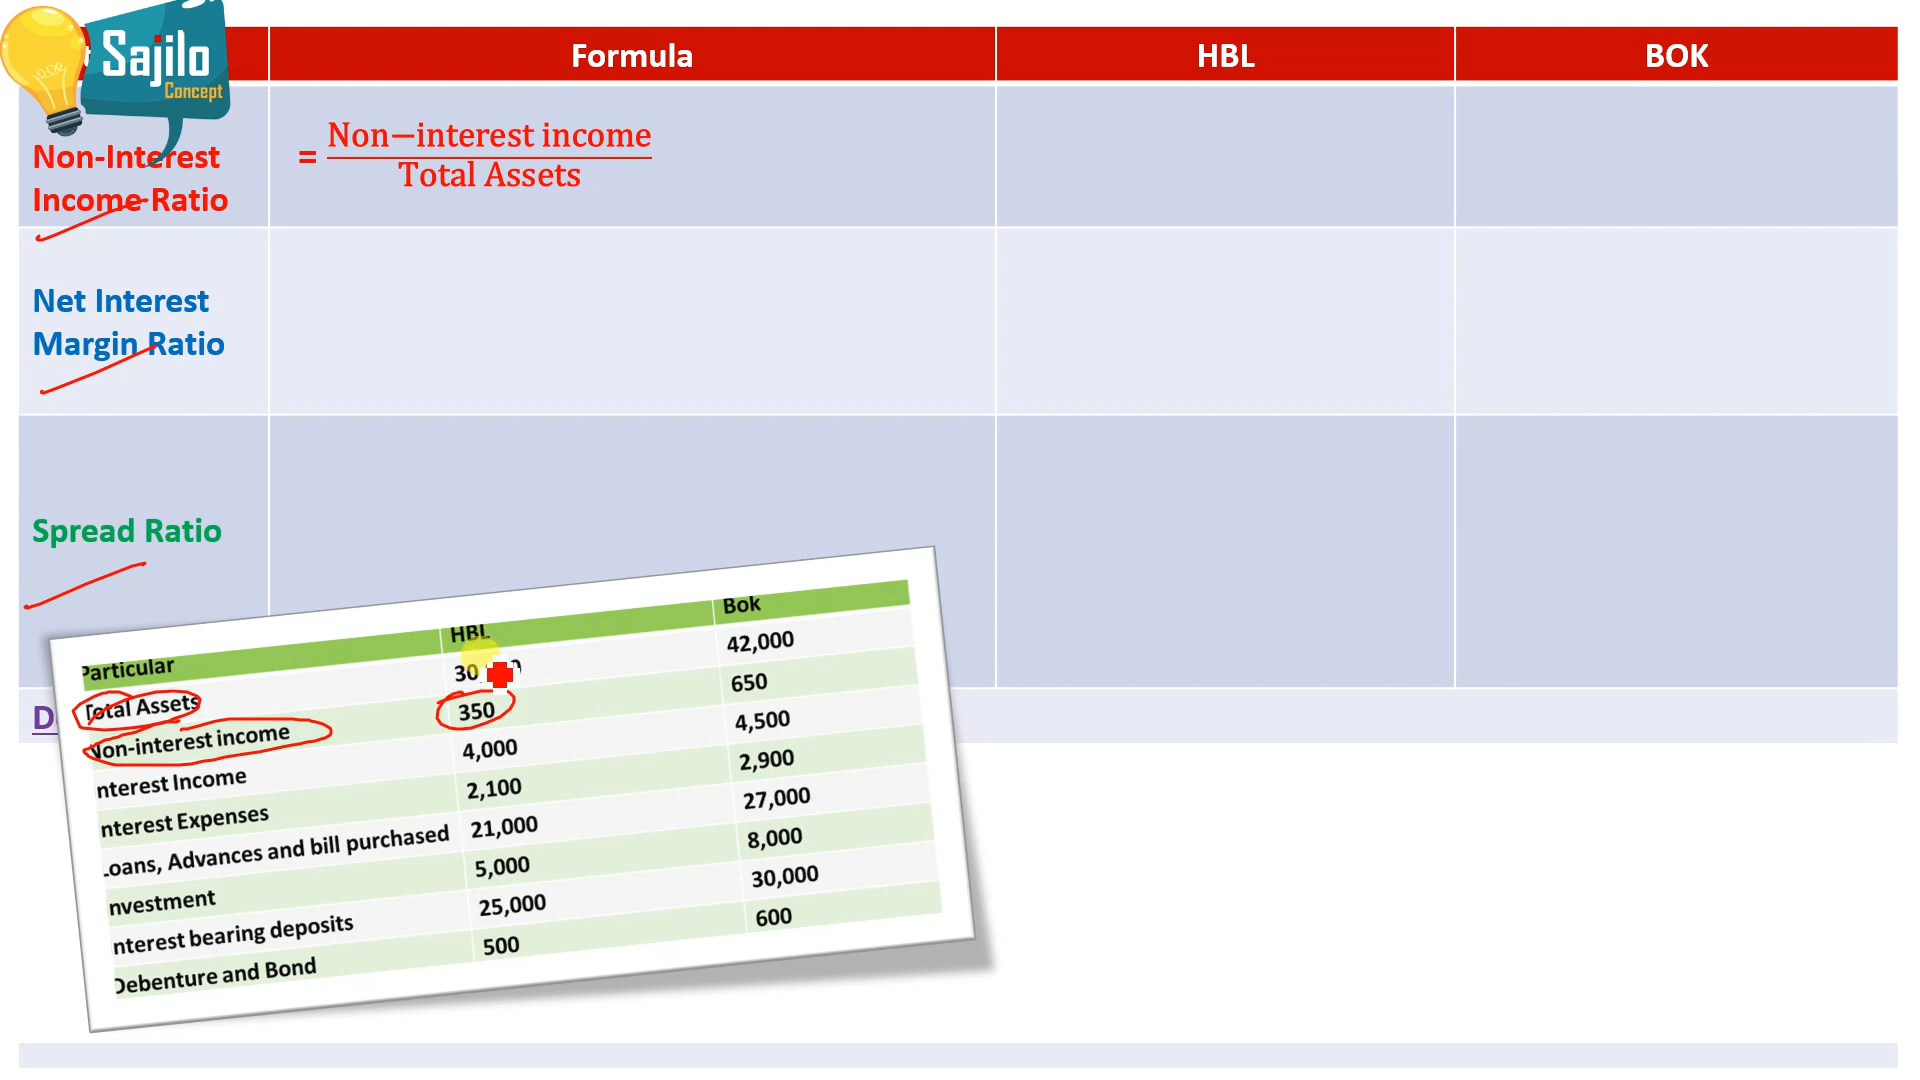 Sajilo
Concept
Formula
HBL
BOK
Non-Interest
Income Ratio
= Non−interest income
Total Assets
Net Interest
Margin Ratio
Spread Ratio
Particular HBL Bok
Total Assets 42,000
Non-interest income 350 650
nterest Income 4,000 4,500
nterest Expenses 2,100 2,900
Loans, Advances and bill purchased 21,000 27,000
nvestment 5,000 8,000
nterest bearing deposits 25,000 30,000
Debenture and Bond 500 600